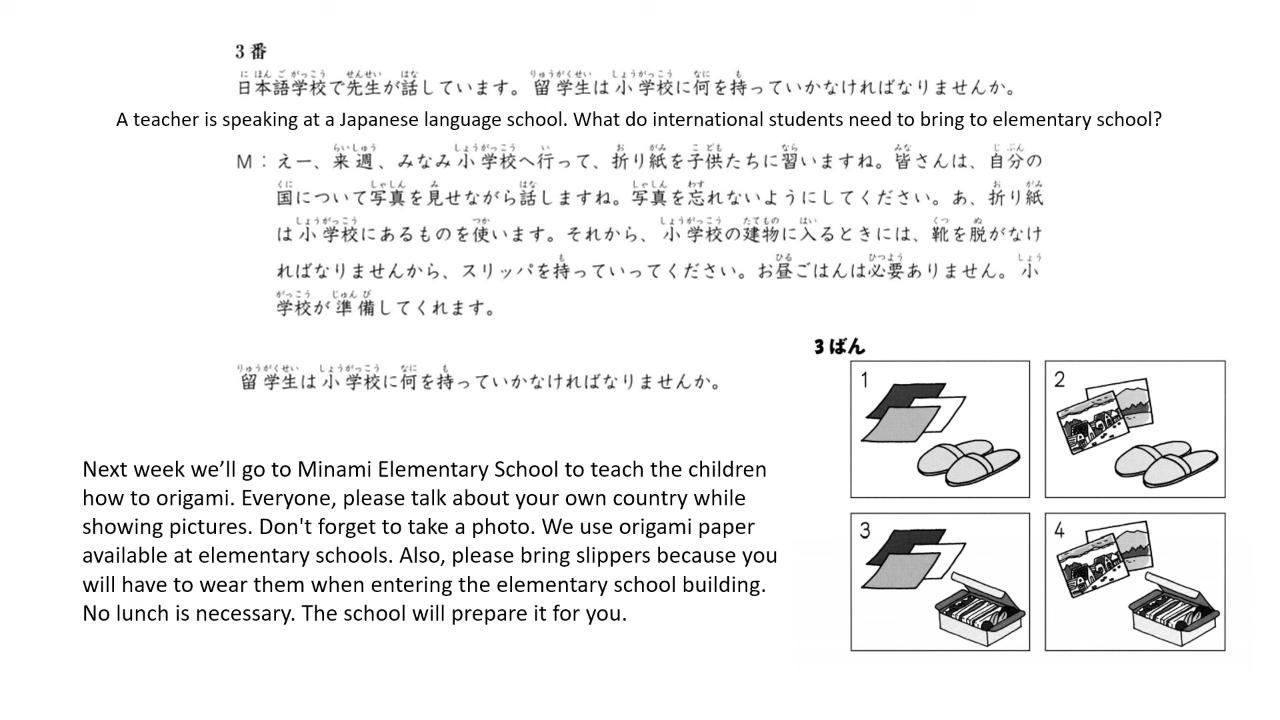 3番
日本語学校で先生が話しています。留学生は小学校に何を持っていかなければなりませんか。
A teacher is speaking at a Japanese language school. What do international students need to bring to elementary school?
M：えー、来週、みなみ小学校へ行って、折り紙を子供たちに習いますね。皆さんは、自分の
国について写真を見せながら話しますね。写真を忘れないようにしてください。あ、折り紙
は小学校にあるものを使います。それから、小学校の建物に入るときには、靴を脱がなけ
ればなりませんから、スリッパを持っていってください。お昼ごはんは必要ありません。小
学校が準備してくれます。
留学生は小学校に何を持っていかなければなりませんか。
Next week we’ll go to Minami Elementary School to teach the children
how to origami. Everyone, please talk about your own country while
showing pictures. Don't forget to take a photo. We use origami paper
available at elementary schools. Also, please bring slippers because you
will have to wear them when entering the elementary school building.
No lunch is necessary. The school will prepare it for you.
3ばん
1
2
3
4